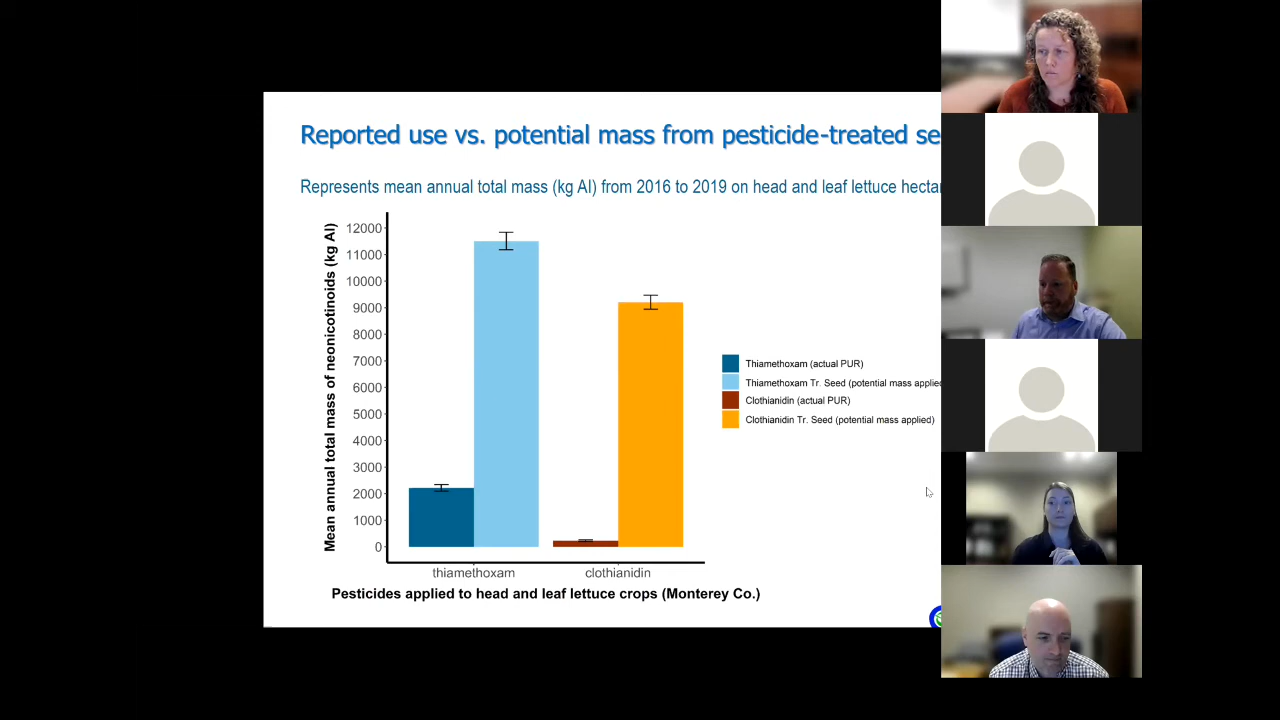 Reported use vs. potential mass from pesticide-treated se
Represents mean annual total mass (kg AI) from 2016 to 2019 on head and leaf lettuce hectar
Mean annual total mass of neonicotinoids (kg AI)
12000
11000
10000
9000
8000
7000
6000
5000
4000
3000
2000
1000
0
thiamethoxam clothianidin
Pesticides applied to head and leaf lettuce crops (Monterey Co.)
Thiamethoxam (actual PUR)
Thiamethoxam Tr. Seed (potential mass applied
Clothianidin (actual PUR)
Clothianidin Tr. Seed (potential mass applied)